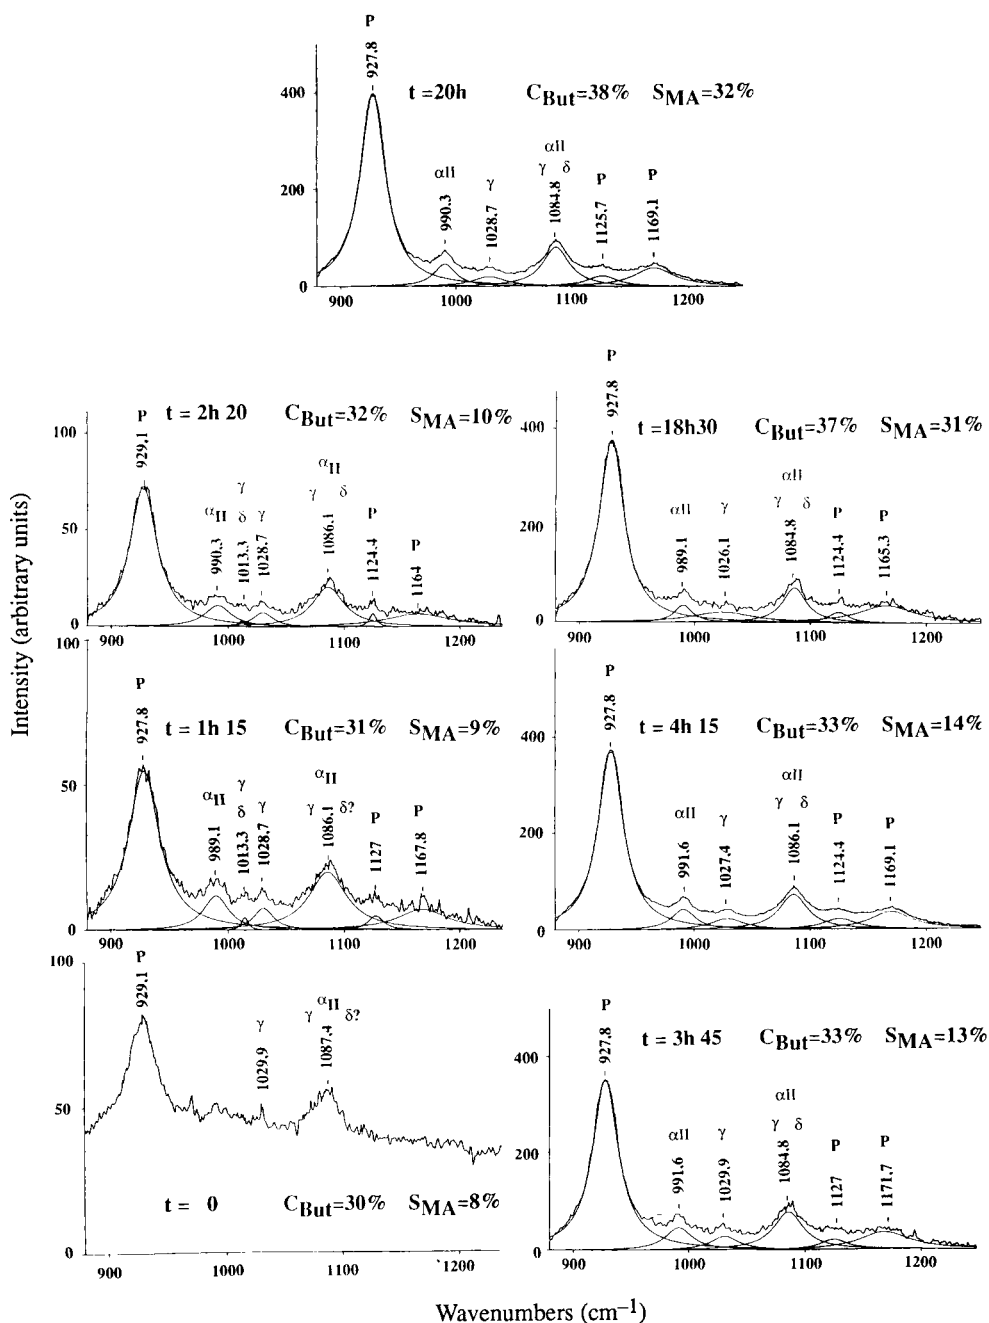 P
927.8
t =20h CBut=38% SMA=32%
400
200
0
αII
990.3
γ
1028.7
αII
γ δ
1084.8
P
1125.7
P
1169.1
900 1000 1100 1200
100
50
0
P
929.1
t = 2h 20 CBut=32% SMA=10%
αII
990.3
γ
δ
1013.3
γ
1028.7
αII
γ δ
1086.1
P
1124.4
P
1164
900 1000 1100 1200
P
927.8
t =18h30 CBut=37% SMA=31%
400
200
0
αII
989.1
γ
1026.1
αII
γ δ
1084.8
P
1124.4
P
1165.3
900 1000 1100 1200
Intensity (arbitrary units)
100
50
0
P
927.8
t = 1h 15 CBut=31% SMA=9%
αII
989.1
γ
δ
1013.3
γ
1028.7
αII
γ δ?
1086.1
P
1127
P
1167.8
900 1000 1100 1200
P
927.8
t = 4h 15 CBut=33% SMA=14%
400
200
0
αII
991.6
γ
1027.4
αII
γ δ
1086.1
P
1124.4
P
1169.1
900 1000 1100 1200
100
50
0
P
929.1
γ
1029.9
αII
γ δ?
1087.4
t = 0 CBut=30% SMA=8%
900 1000 1100 1200
P
927.8
t = 3h 45 CBut=33% SMA=13%
400
200
0
αII
991.6
γ
1029.9
αII
γ δ
1084.8
P
1127
P
1171.7
900 1000 1100 1200
Wavenumbers (cm⁻¹)